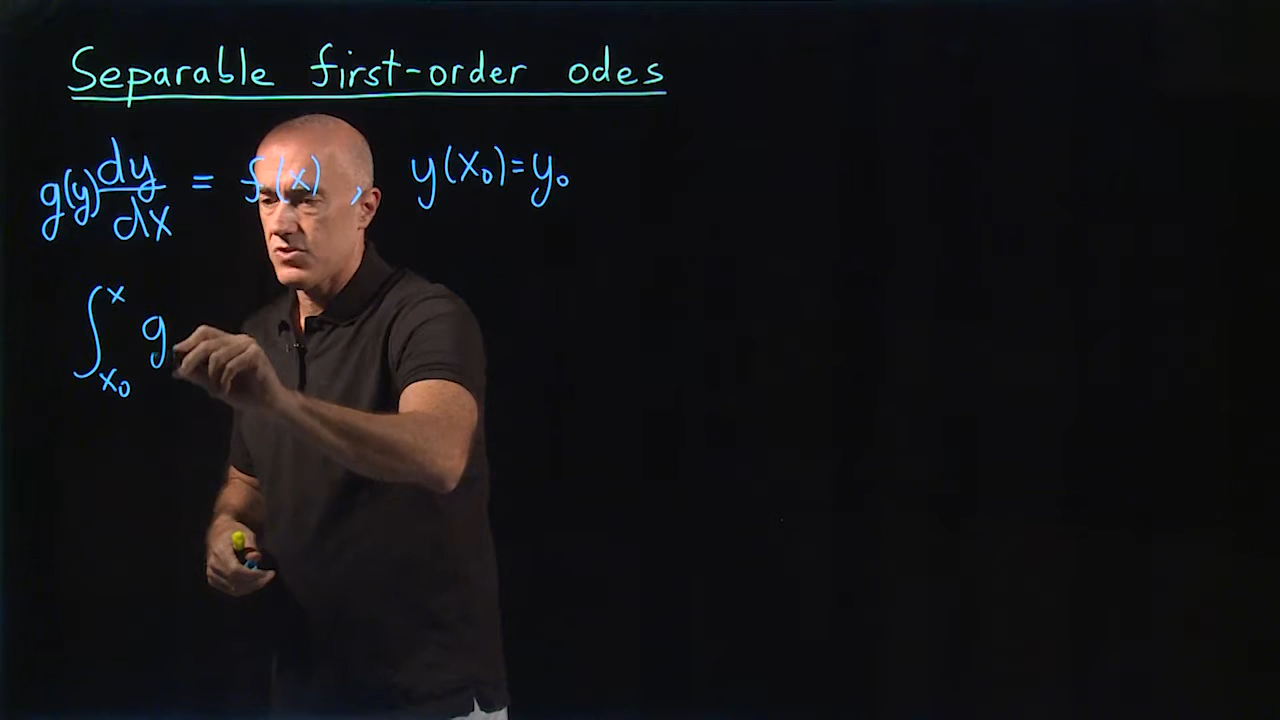 Separable first-order odes
g(y) dy/dx = f(x), y(x₀)=y₀
∫ₓ₀ˣ g